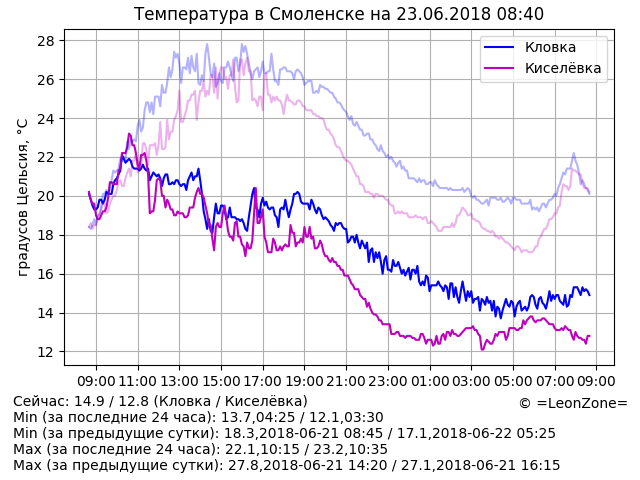 Температура в Смоленске на 23.06.2018 08:40
28
26
24
22
20
18
16
14
12
градусов Цельсия, °C
Кловка
Киселёвка
09:00 11:00 13:00 15:00 17:00 19:00 21:00 23:00 01:00 03:00 05:00 07:00 09:00
Сейчас: 14.9 / 12.8 (Кловка / Киселёвка)
© =LeonZone=
Min (за последние 24 часа): 13.7,04:25 / 12.1,03:30
Min (за предыдущие сутки): 18.3,2018-06-21 08:45 / 17.1,2018-06-22 05:25
Max (за последние 24 часа): 22.1,10:15 / 23.2,10:35
Max (за предыдущие сутки): 27.8,2018-06-21 14:20 / 27.1,2018-06-21 16:15